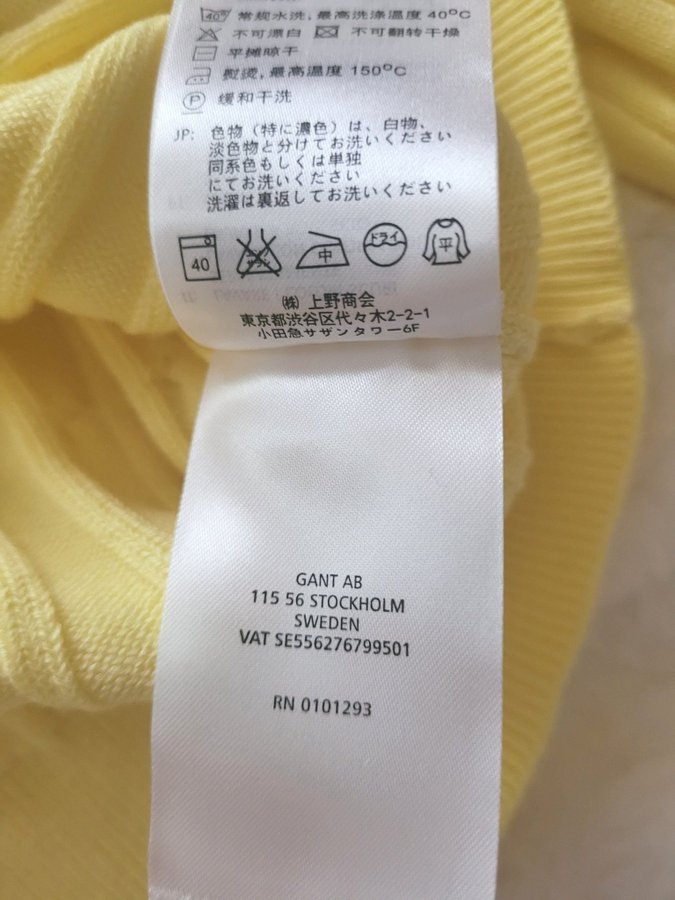 40° 常规水洗，最高洗涤温度 40°C
不可漂白 不可翻转干燥
平摊晾干
熨烫，最高温度 150°C
P 缓和干洗
JP: 色物（特に濃色）は、白物、
淡色物と分けてお洗いください
同系色もしくは単独
にてお洗いください
洗濯は裏返してお洗いください
40 エンソ サラシ 中 ドライ 平
㈱ 上野商会
東京都渋谷区代々木2-2-1
小田急サザンタワー6F
GANT AB
115 56 STOCKHOLM
SWEDEN
VAT SE556276799501
RN 0101293